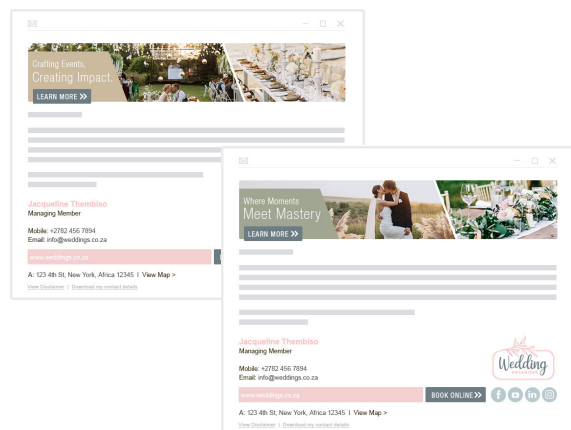 Crafting Events,
Creating Impact.
LEARN MORE >>
Jacqueline Thembiso
Managing Member
Mobile: +2782 456 7894
Email: info@weddings.co.za
www.weddings.co.za
A: 123 4th St, New York, Africa 12345 I View Map >
View Disclaimer | Download my contact details
Where Moments
Meet Mastery
LEARN MORE >>
Jacqueline Thembiso
Managing Member
Mobile: +2782 456 7894
Email: info@weddings.co.za
Wedding
ORGANIZER
www.weddings.co.za
BOOK ONLINE >>
A: 123 4th St, New York, Africa 12345 I View Map >
View Disclaimer | Download my contact details